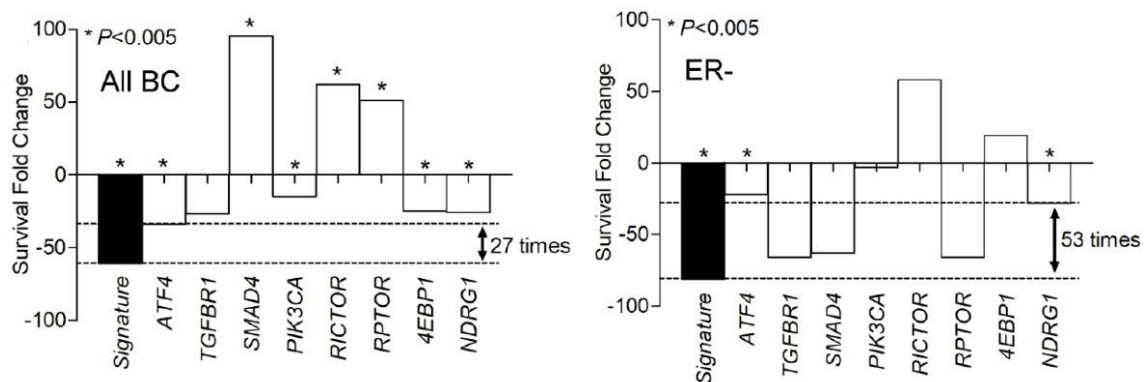 Survival Fold Change
100
50
0
-50
-100
* P<0.005
All BC
*
*
*
*
*
*
*
*
27 times
Signature
ATF4
TGFBR1
SMAD4
PIK3CA
RICTOR
RPTOR
4EBP1
NDRG1
Survival Fold Change
100
50
0
-50
-100
* P<0.005
ER-
*
*
*
53 times
Signature
ATF4
TGFBR1
SMAD4
PIK3CA
RICTOR
RPTOR
4EBP1
NDRG1